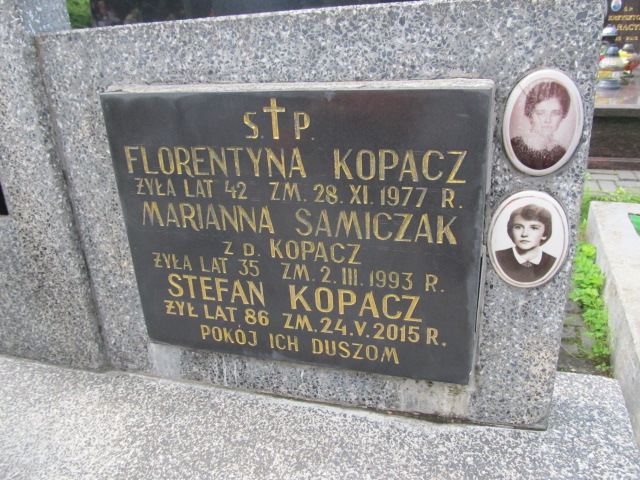 S.✝P.
FLORENTYNA KOPACZ
ŻYŁA LAT 42 ZM. 28. XI. 1977 R.
MARIANNA SAMICZAK
Z D. KOPACZ
ŻYŁA LAT 35 ZM. 2. III. 1993 R.
STEFAN KOPACZ
ŻYŁ LAT 86 ZM. 24. V. 2015 R.
POKÓJ ICH DUSZOM